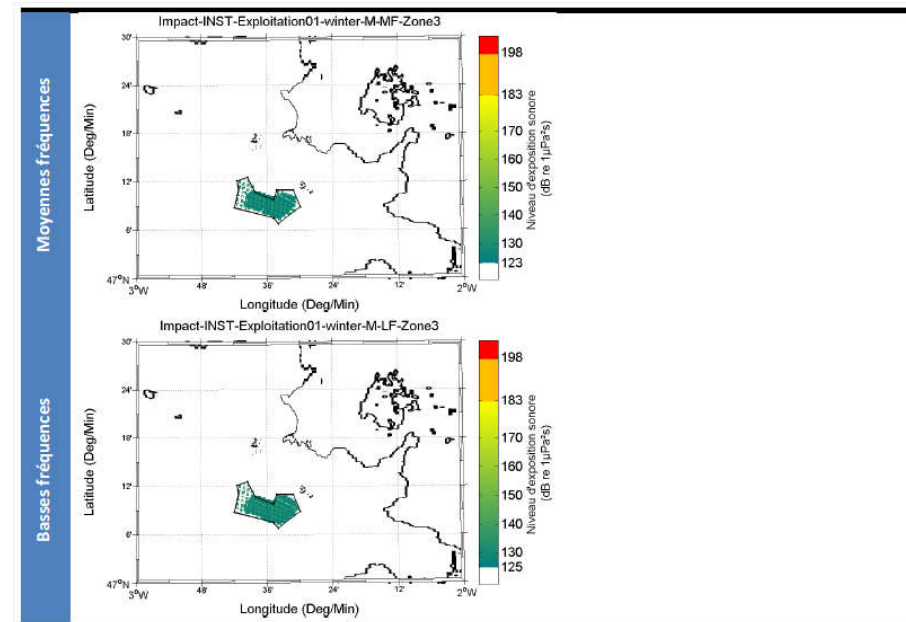 Moyennes fréquences
Impact-INST-Exploitation01-winter-M-MF-Zone3
Latitude (Deg/Min)
30'
24'
18'
12'
6'
47°N
3°W
48'
36'
24'
12'
2°W
Longitude (Deg/Min)
198
183
170
160
150
140
130
123
Niveau d'exposition sonore
(dB re 1µPa²s)
Basses fréquences
Impact-INST-Exploitation01-winter-M-LF-Zone3
Latitude (Deg/Min)
30'
24'
18'
12'
6'
47°N
3°W
48'
36'
24'
12'
2°W
Longitude (Deg/Min)
198
183
170
160
150
140
130
125
Niveau d'exposition sonore
(dB re 1µPa²s)